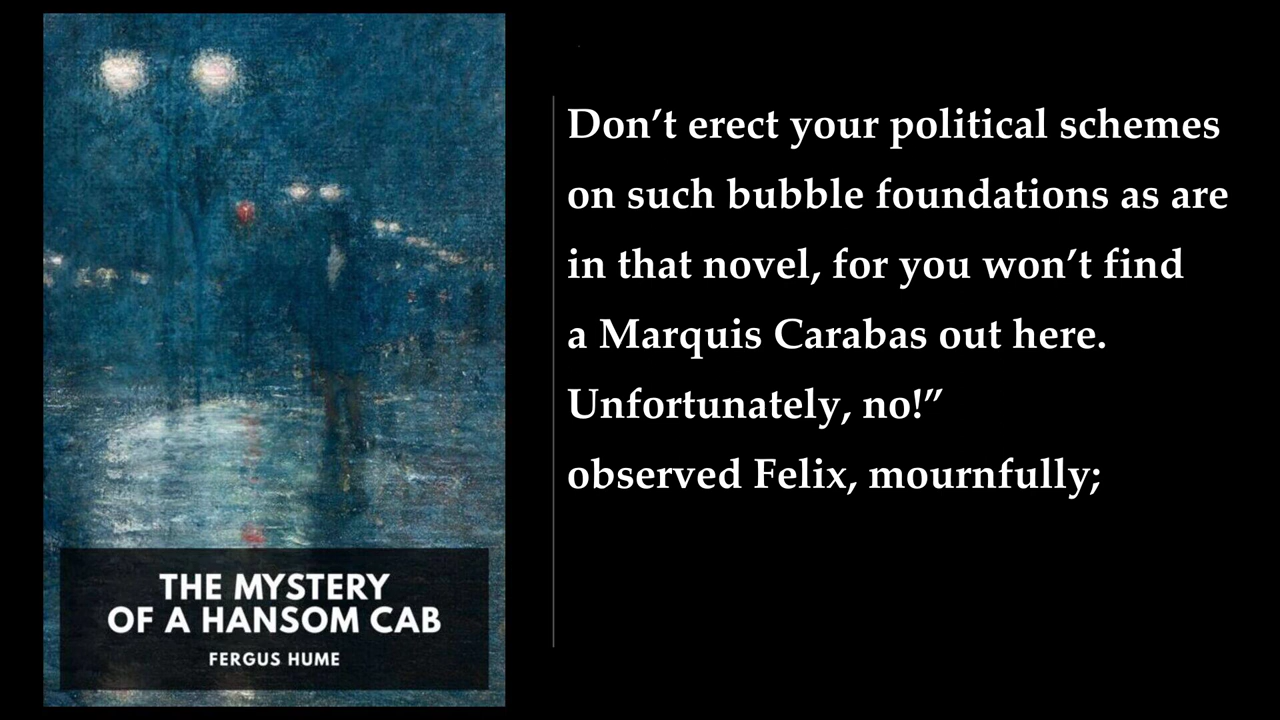 THE MYSTERY
OF A HANSOM CAB
FERGUS HUME
Don’t erect your political schemes
on such bubble foundations as are
in that novel, for you won’t find
a Marquis Carabas out here.
Unfortunately, no!”
observed Felix, mournfully;